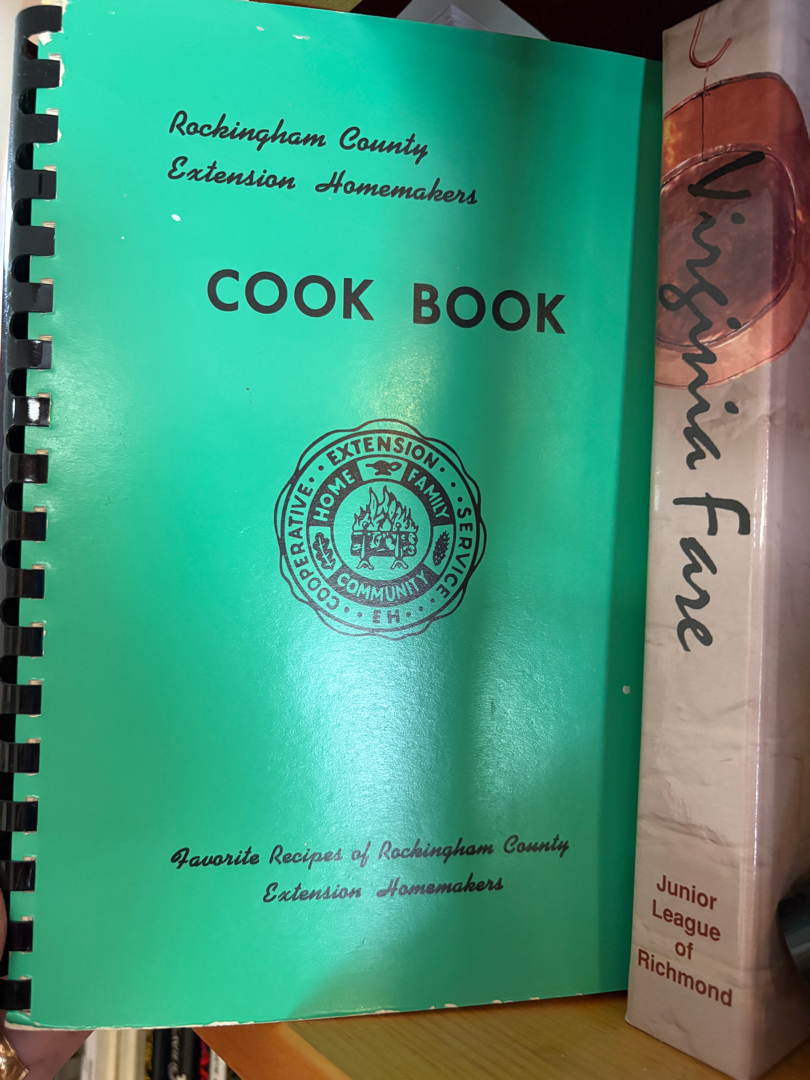 Rockingham County
Extension Homemakers
COOK BOOK
COOPERATIVE · · EXTENSION · · · SERVICE · · · EH · ·
HOME FAMILY
COMMUNITY
Favorite Recipes of Rockingham County
Extension Homemakers
Virginia Fare
Junior
League
of
Richmond